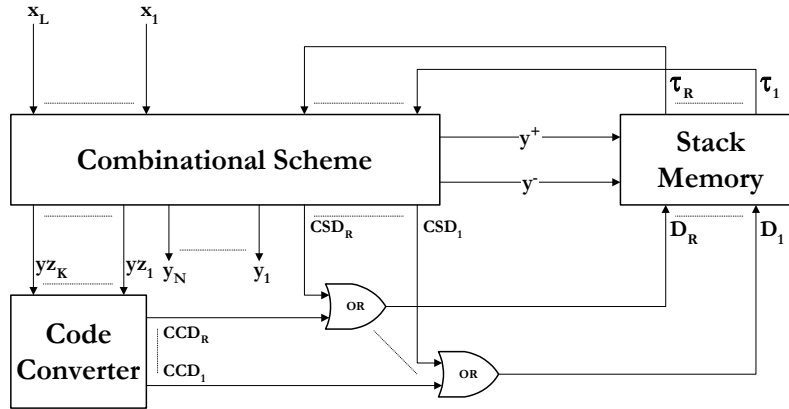 x_L x_1
τ_R τ_1
Combinational Scheme
y^+
y^-
Stack
Memory
CSD_R CSD_1
D_R D_1
yz_K yz_1 y_N y_1
Code
Converter
CCD_R
CCD_1
OR
OR